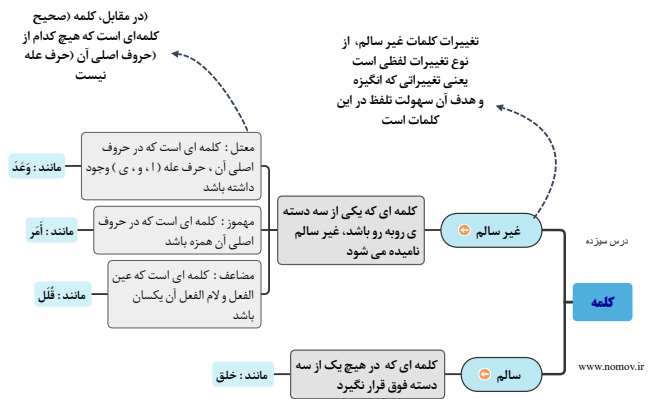 (در مقابل، کلمه (صحیح
کلمه‌ای است که هیچ کدام از
(حروف اصلی آن (حرف عله
نیست
تغییرات کلمات غیر سالم، از
نوع تغییرات لفظی است
یعنی تغییراتی که انگیزه
و هدف آن سهولت تلفظ در این
کلمات است
درس سیزده
کلمه
www.nomov.ir
غیر سالم
کلمه ای که یکی از سه دسته
ی روبه رو باشد، غیر سالم
نامیده می شود
معتل : کلمه ای است که در حروف
اصلی آن ، حرف عله ( ا ، و ، ی ) وجود
داشته باشد
مانند : وَعَدَ
مهموز : کلمه ای است که در حروف
اصلی آن همزه باشد
مانند : أَمَر
مضاعف : کلمه ای است که عین
الفعل و لام الفعل آن یکسان
باشد
مانند : قُلَل
سالم
کلمه ای که در هیچ یک از سه
دسته فوق قرار نگیرد
مانند : خلق